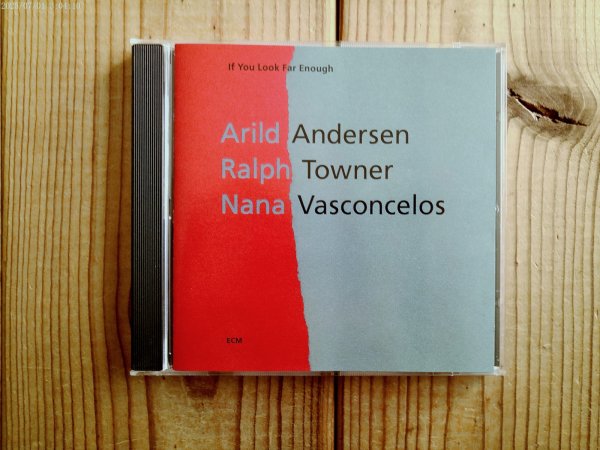 If You Look Far Enough
Arild Andersen
Ralph Towner
Nana Vasconcelos
ECM